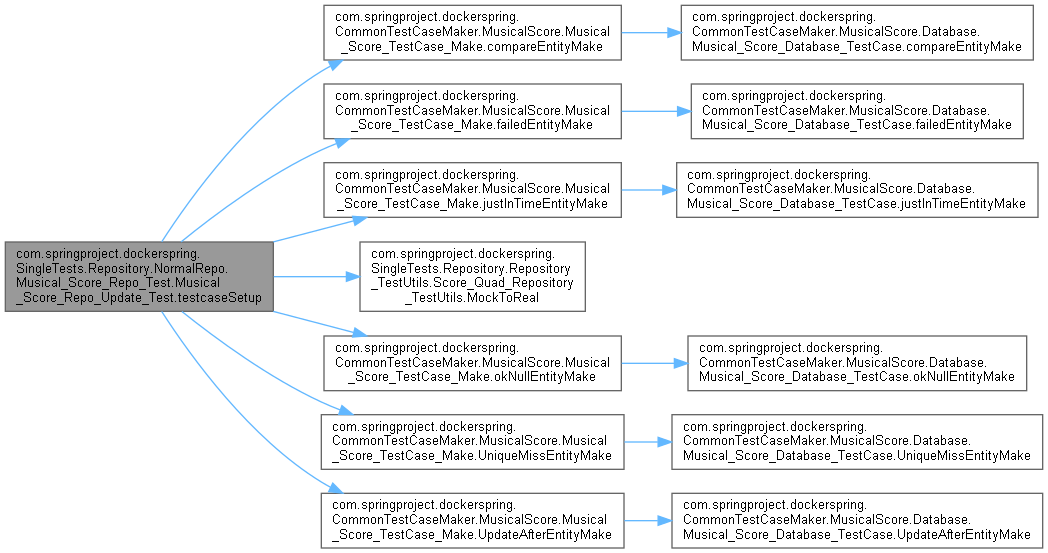 com.springproject.dockerspring.
SingleTests.Repository.NormalRepo.
Musical_Score_Repo_Test.Musical
_Score_Repo_Update_Test.testcaseSetup
com.springproject.dockerspring.
CommonTestCaseMaker.MusicalScore.Musical
_Score_TestCase_Make.compareEntityMake
com.springproject.dockerspring.
CommonTestCaseMaker.MusicalScore.Database.
Musical_Score_Database_TestCase.compareEntityMake
com.springproject.dockerspring.
CommonTestCaseMaker.MusicalScore.Musical
_Score_TestCase_Make.failedEntityMake
com.springproject.dockerspring.
CommonTestCaseMaker.MusicalScore.Database.
Musical_Score_Database_TestCase.failedEntityMake
com.springproject.dockerspring.
CommonTestCaseMaker.MusicalScore.Musical
_Score_TestCase_Make.justInTimeEntityMake
com.springproject.dockerspring.
CommonTestCaseMaker.MusicalScore.Database.
Musical_Score_Database_TestCase.justInTimeEntityMake
com.springproject.dockerspring.
SingleTests.Repository.Repository
_TestUtils.Score_Quad_Repository
_TestUtils.MockToReal
com.springproject.dockerspring.
CommonTestCaseMaker.MusicalScore.Musical
_Score_TestCase_Make.okNullEntityMake
com.springproject.dockerspring.
CommonTestCaseMaker.MusicalScore.Database.
Musical_Score_Database_TestCase.okNullEntityMake
com.springproject.dockerspring.
CommonTestCaseMaker.MusicalScore.Musical
_Score_TestCase_Make.UniqueMissEntityMake
com.springproject.dockerspring.
CommonTestCaseMaker.MusicalScore.Database.
Musical_Score_Database_TestCase.UniqueMissEntityMake
com.springproject.dockerspring.
CommonTestCaseMaker.MusicalScore.Musical
_Score_TestCase_Make.UpdateAfterEntityMake
com.springproject.dockerspring.
CommonTestCaseMaker.MusicalScore.Database.
Musical_Score_Database_TestCase.UpdateAfterEntityMake